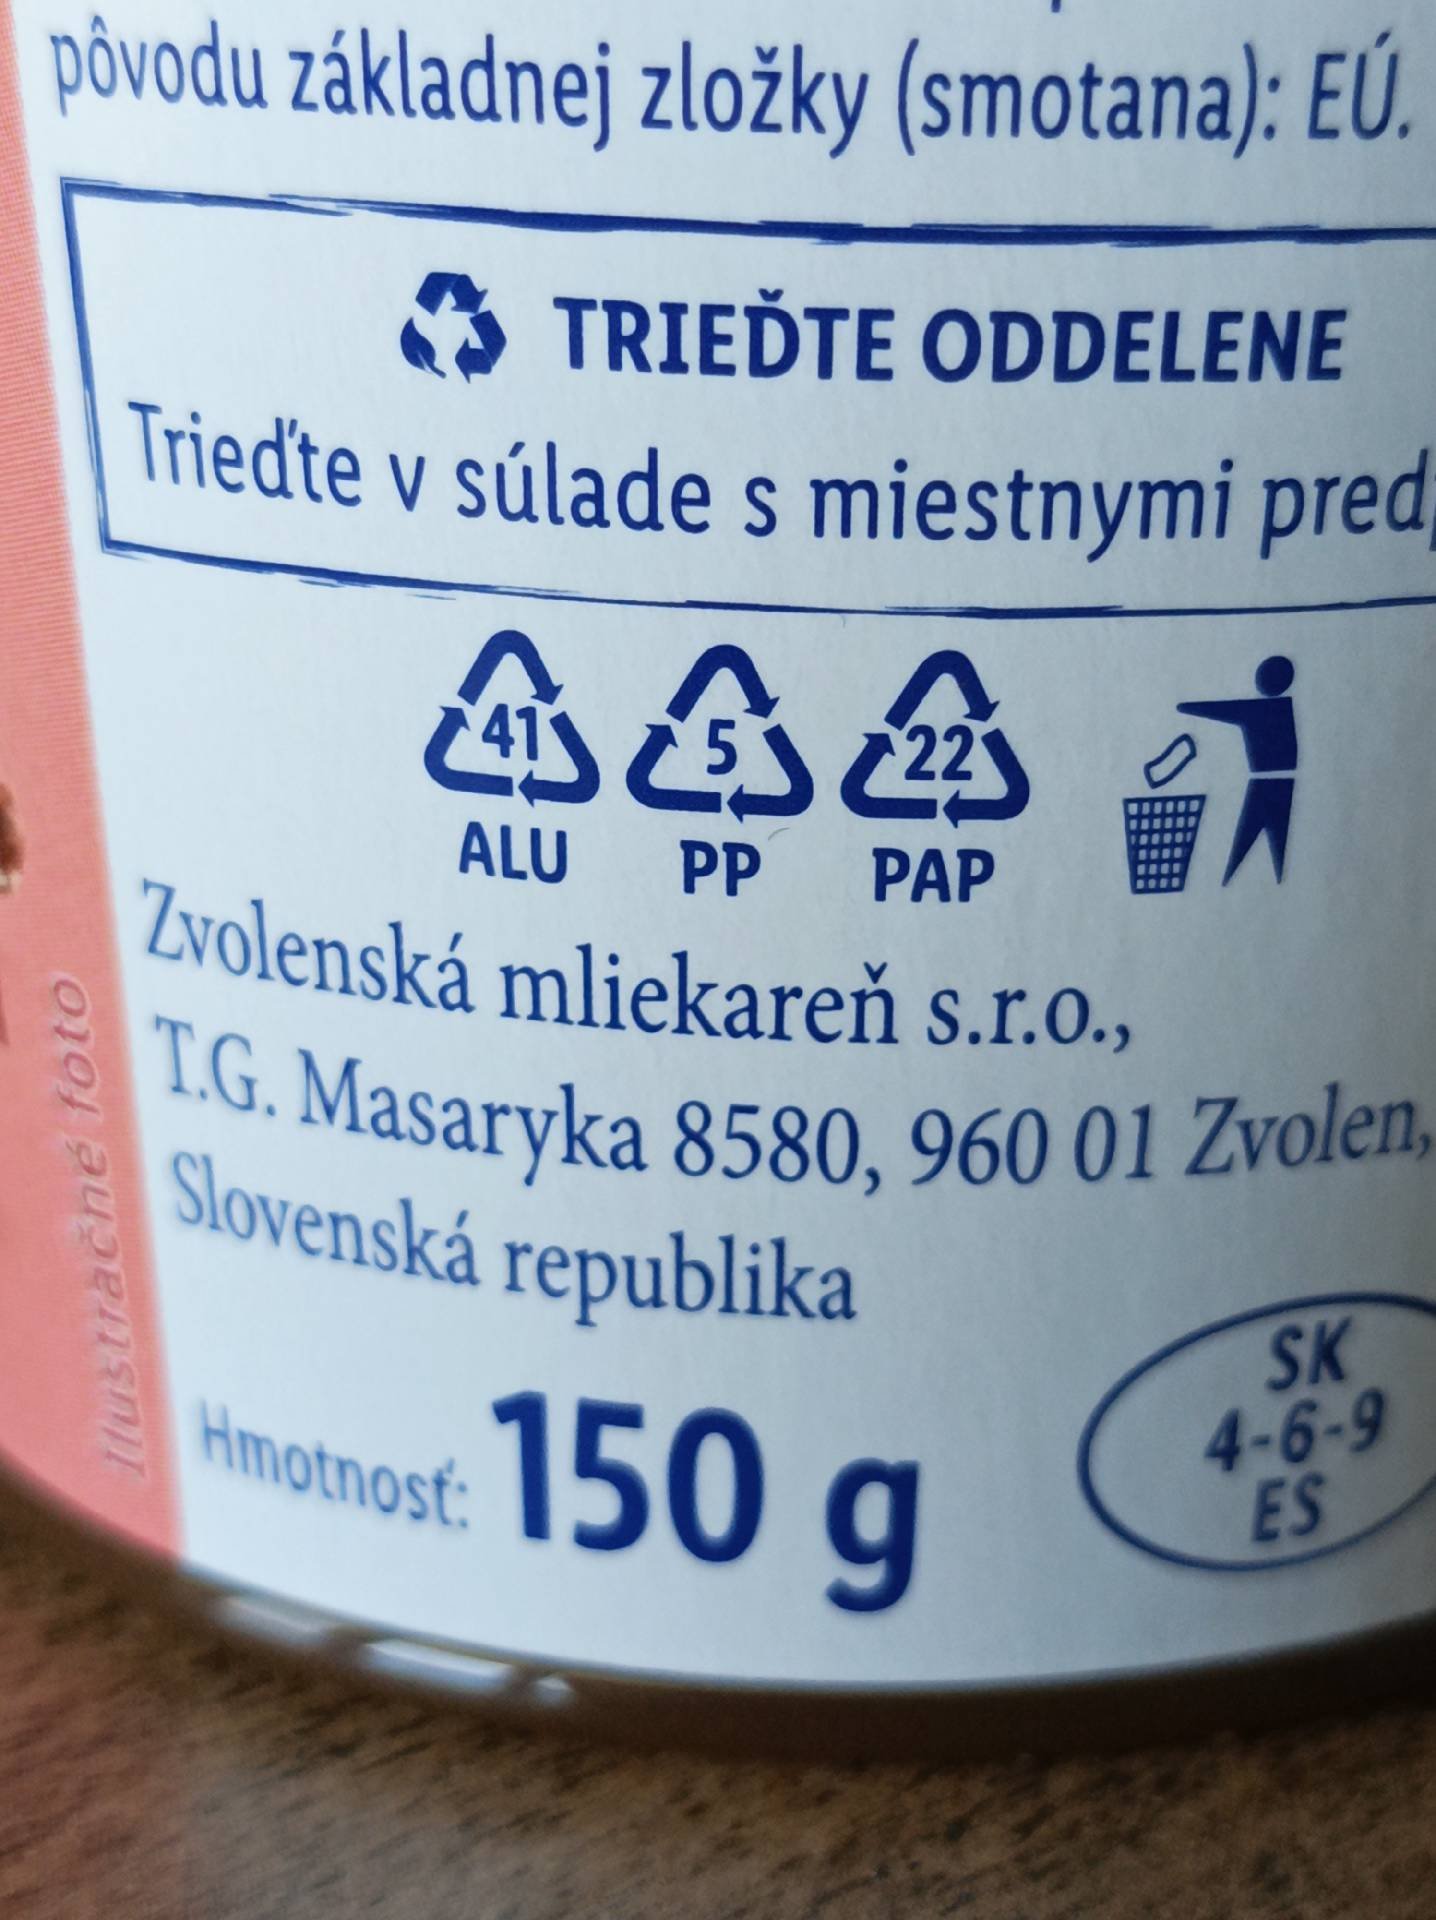 pôvodu základnej zložky (smotana): EÚ.
TRIEĎTE ODDELENE
Trieďte v súlade s miestnymi
41
5
22
ALU
PP
PAP
Zvolenská mliekareň s.r.o.,
T.G. Masaryka 8580, 960 01 Zvolen,
Slovenská republika
Ilustračné foto
Hmotnosť: 150 g
SK
4-6-9
ES